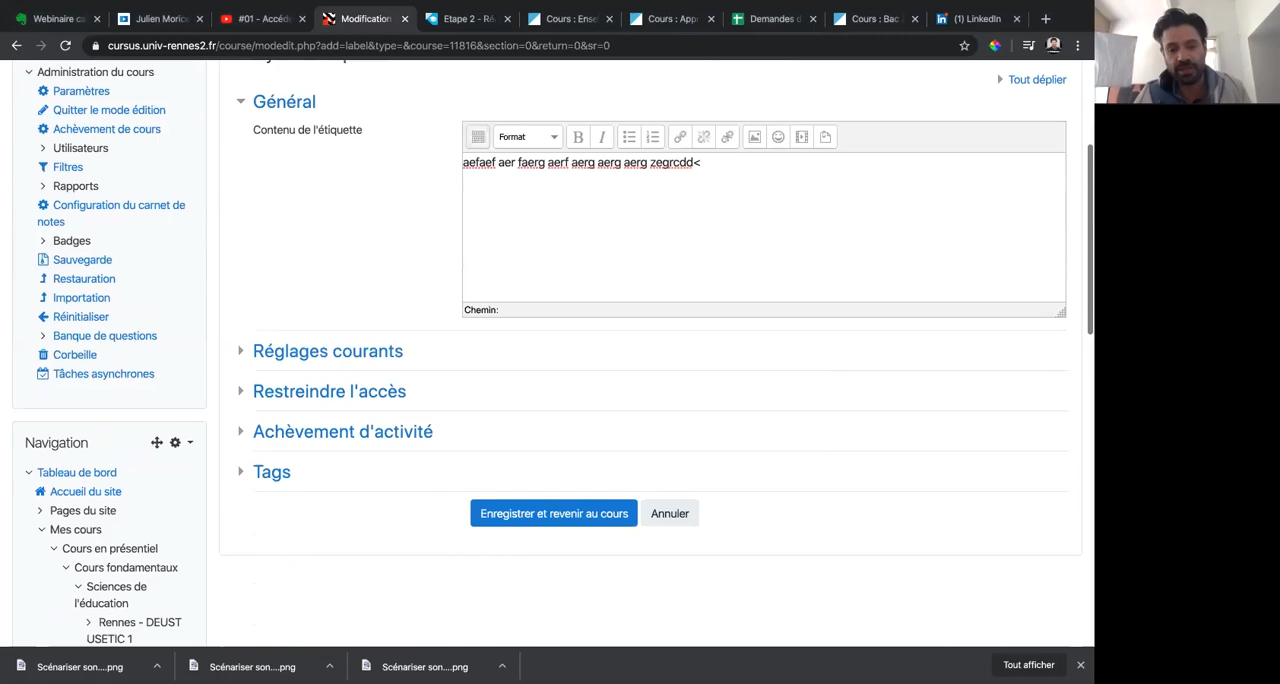 Webinaire ca
Julien Morice
#01 - Accéde
Modification
Etape 2 - Ré
Cours : Ense
Cours : Appr
Demandes d
Cours : Bac
(1) LinkedIn
cursus.univ-rennes2.fr/course/modedit.php?add=label&type=&course=11816&section=0&return=0&sr=0
Administration du cours
Paramètres
Quitter le mode édition
Achèvement de cours
Utilisateurs
Filtres
Rapports
Configuration du carnet de
notes
Badges
Sauvegarde
Restauration
Importation
Réinitialiser
Banque de questions
Corbeille
Tâches asynchrones
Navigation
Tableau de bord
Accueil du site
Pages du site
Mes cours
Cours en présentiel
Cours fondamentaux
Sciences de
l'éducation
Rennes - DEUST
USETIC 1
Tout déplier
Général
Contenu de l'étiquette
Format
B I
aefaef aer faerg aerf aerg aerg aerg zegrcdd<
Chemin:
Réglages courants
Restreindre l'accès
Achèvement d'activité
Tags
Enregistrer et revenir au cours
Annuler
Scénariser son....png
Scénariser son....png
Scénariser son....png
Tout afficher